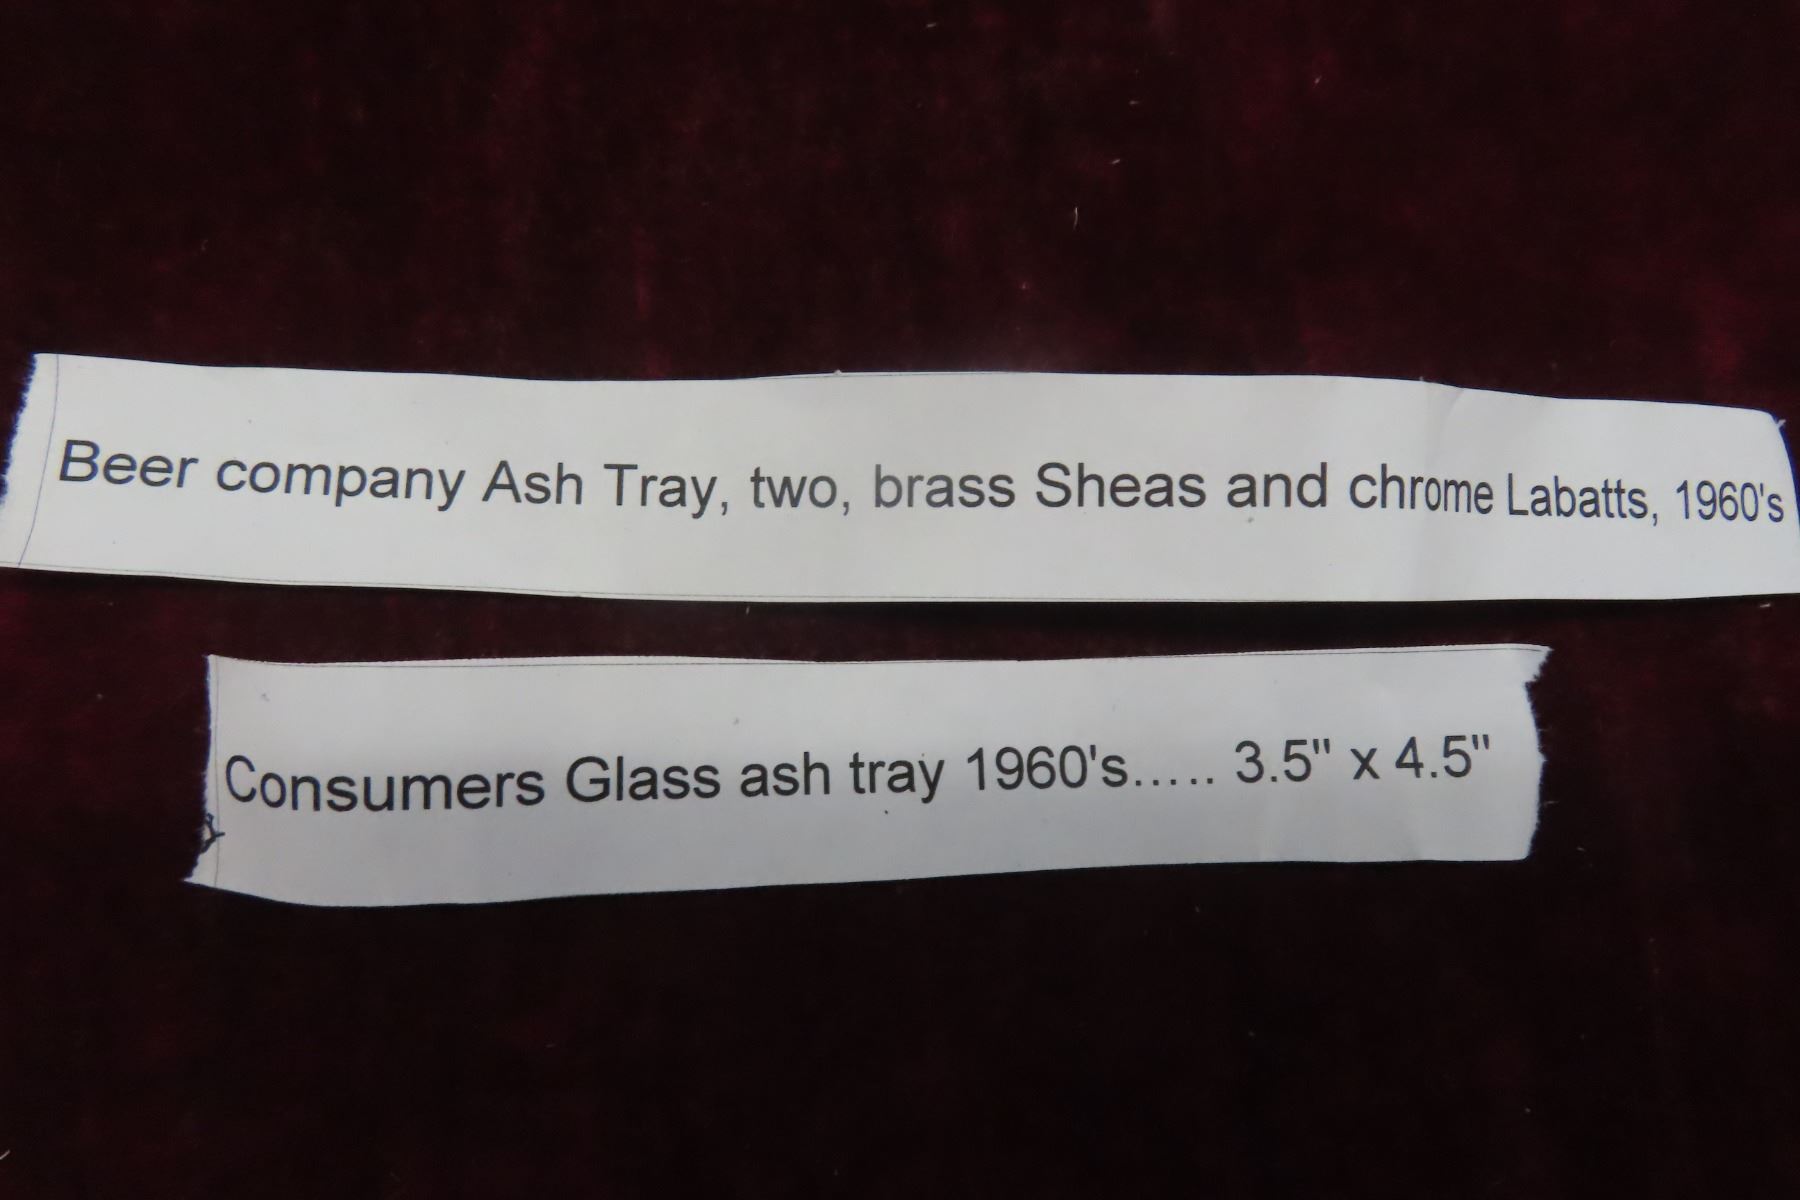 Beer company Ash Tray, two, brass Sheas and chrome Labatts, 1960's
Consumers Glass ash tray 1960's..... 3.5" x 4.5"